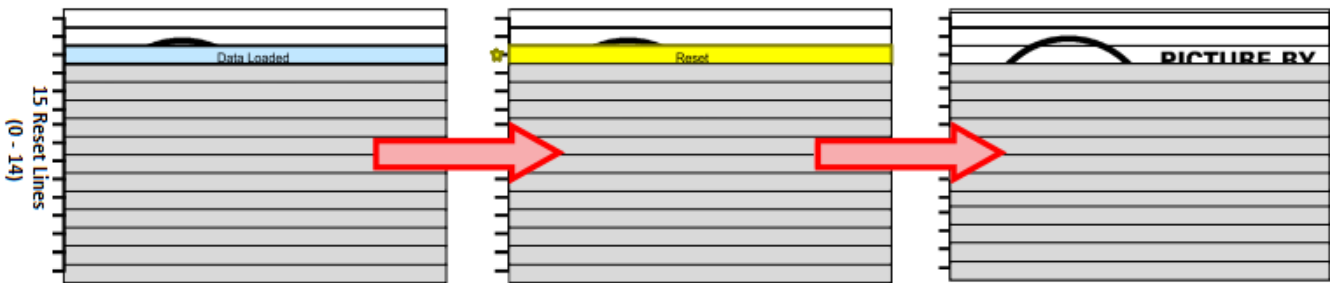 15 Reset Lines
(0 - 14)
Data Loaded
Reset
PICTURE BY